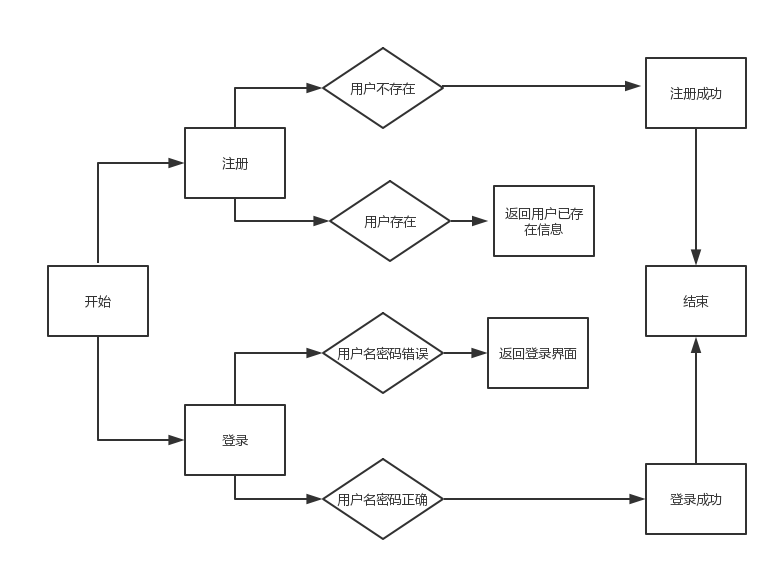 用户不存在
注册成功
注册
用户存在
返回用户已存
在信息
开始
结束
用户名密码错误
返回登录界面
登录
用户名密码正确
登录成功